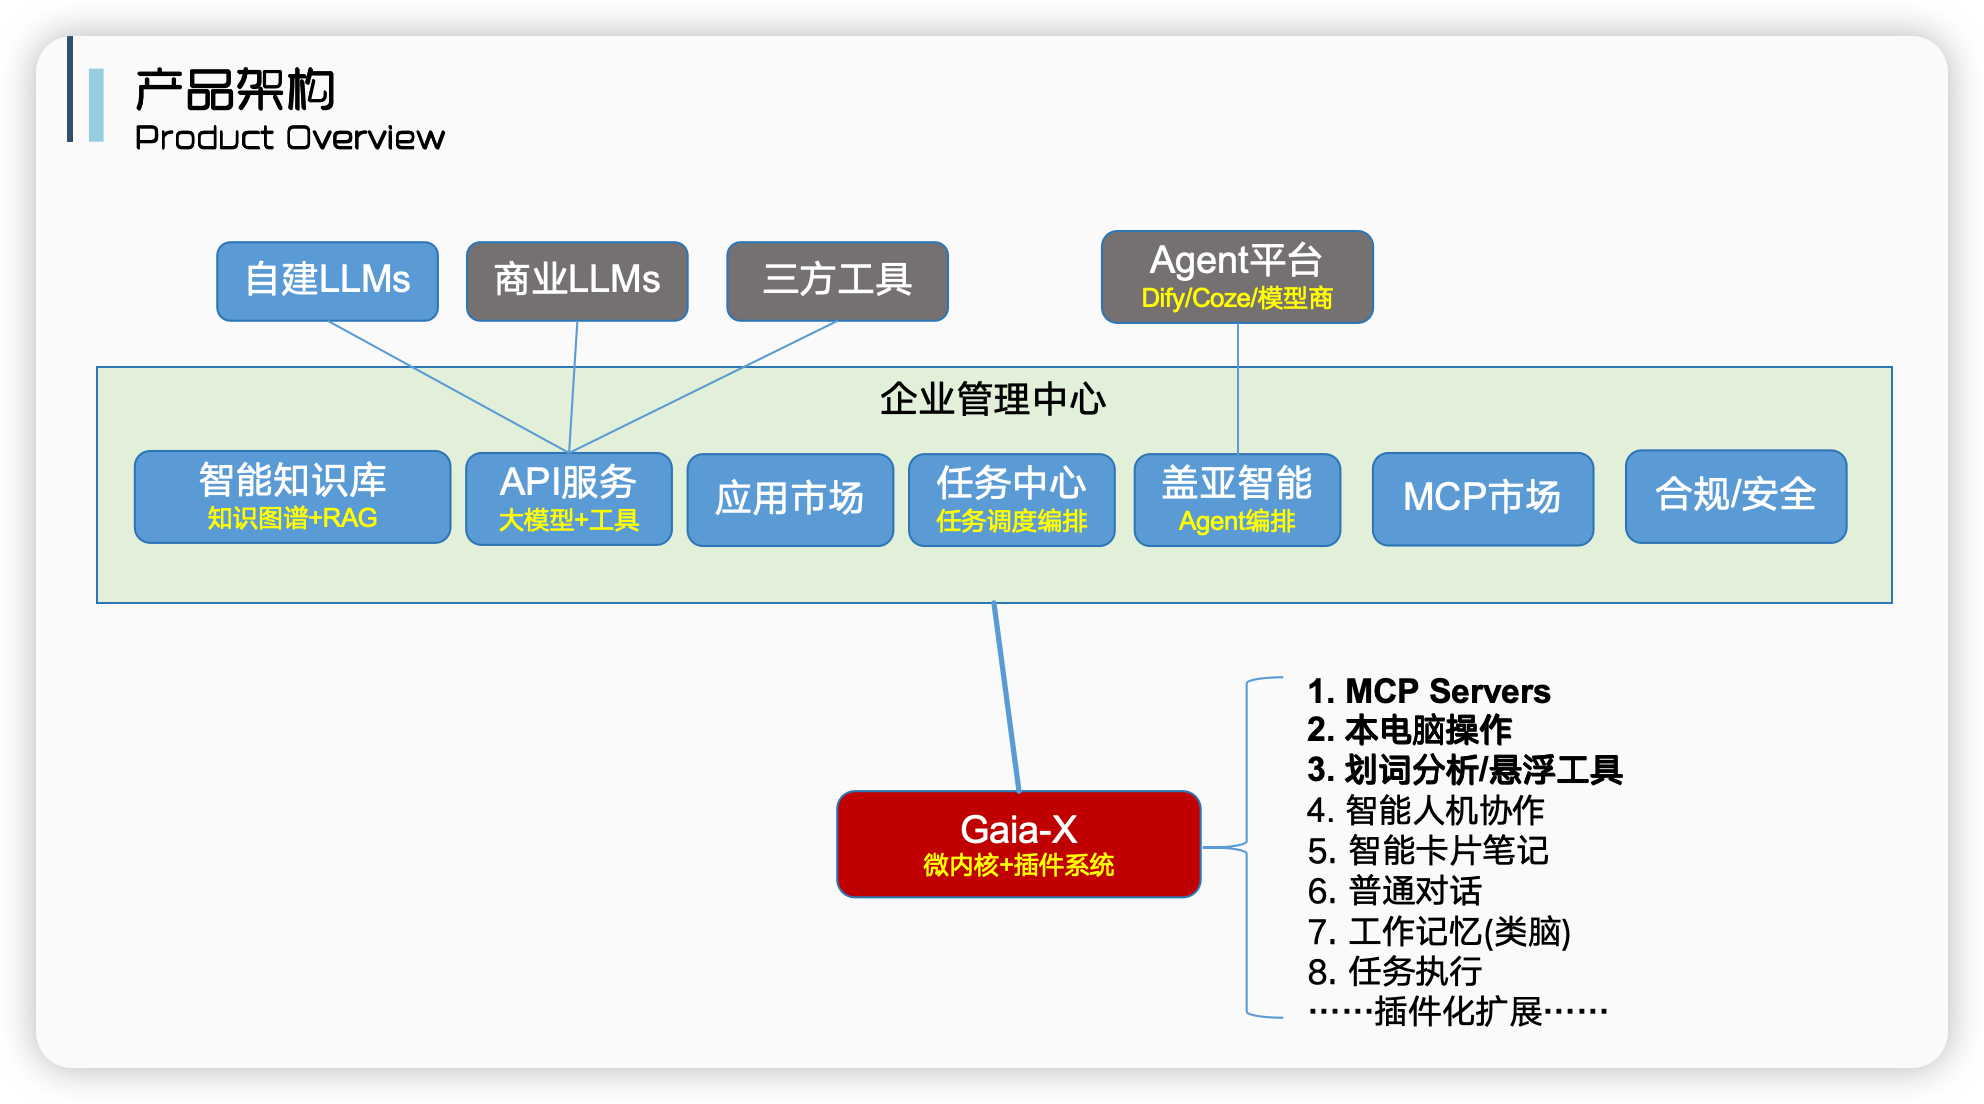 产品架构
Product Overview
自建LLMs
商业LLMs
三方工具
Agent平台
Dify/Coze/模型商
企业管理中心
智能知识库
知识图谱+RAG
API服务
大模型+工具
应用市场
任务中心
任务调度编排
盖亚智能
Agent编排
MCP市场
合规/安全
Gaia-X
微内核+插件系统
1. MCP Servers
2. 本电脑操作
3. 划词分析/悬浮工具
4. 智能人机协作
5. 智能卡片笔记
6. 普通对话
7. 工作记忆(类脑)
8. 任务执行
……插件化扩展……